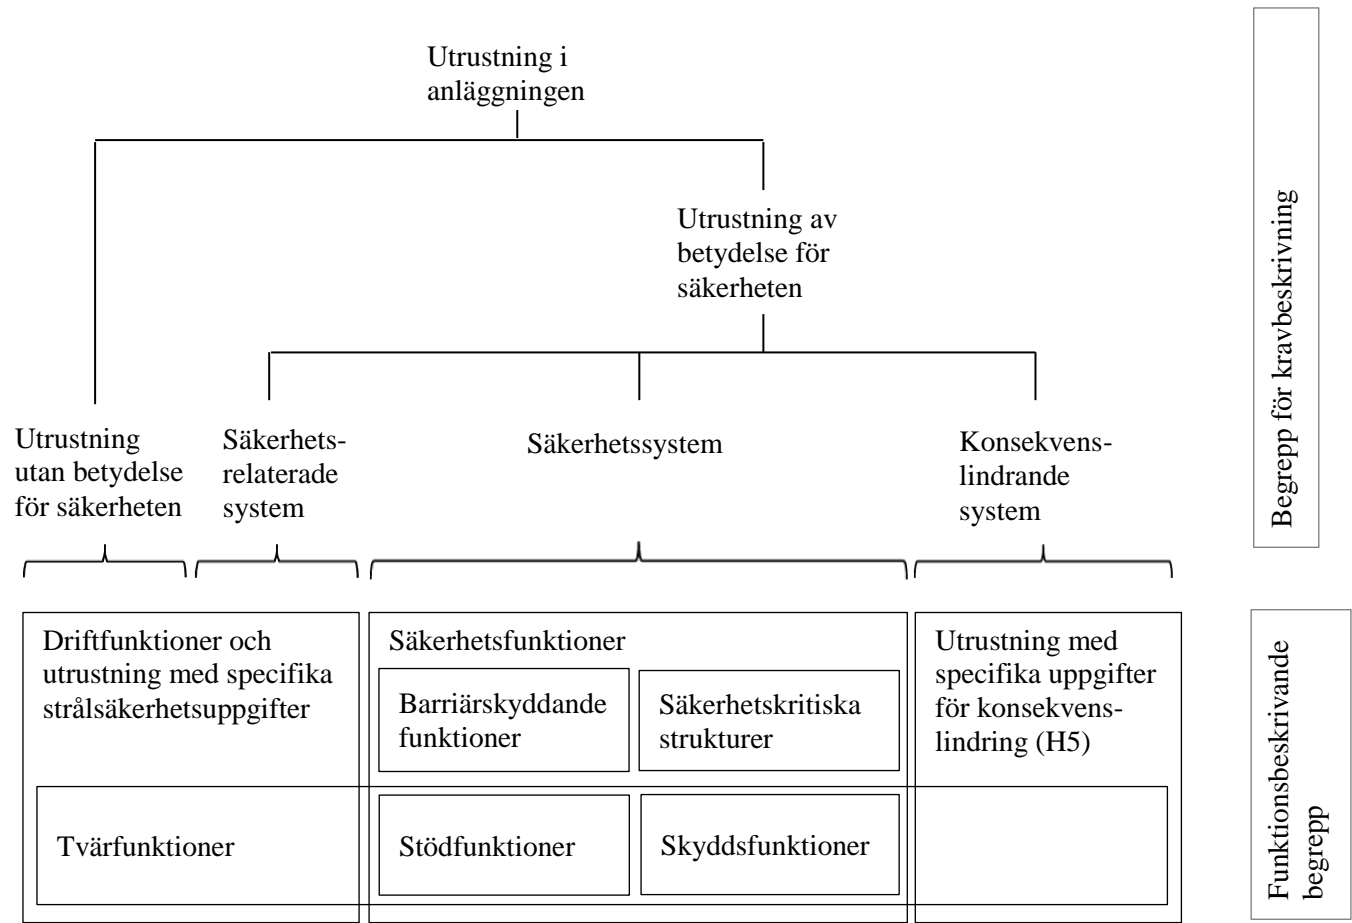 Utrustning i
anläggningen
Utrustning av
betydelse för
säkerheten
Utrustning
utan betydelse
för säkerheten
Säkerhets-
relaterade
system
Säkerhetssystem
Konsekvens-
lindrande
system
Begrepp för kravbeskrivning
Driftfunktioner och
utrustning med specifika
strålsäkerhetsuppgifter
Säkerhetsfunktioner
Barriärskyddande
funktioner
Säkerhetskritiska
strukturer
Utrustning med
specifika uppgifter
för konsekvens-
lindring (H5)
Tvärfunktioner
Stödfunktioner
Skyddsfunktioner
Funktionsbeskrivande
begrepp